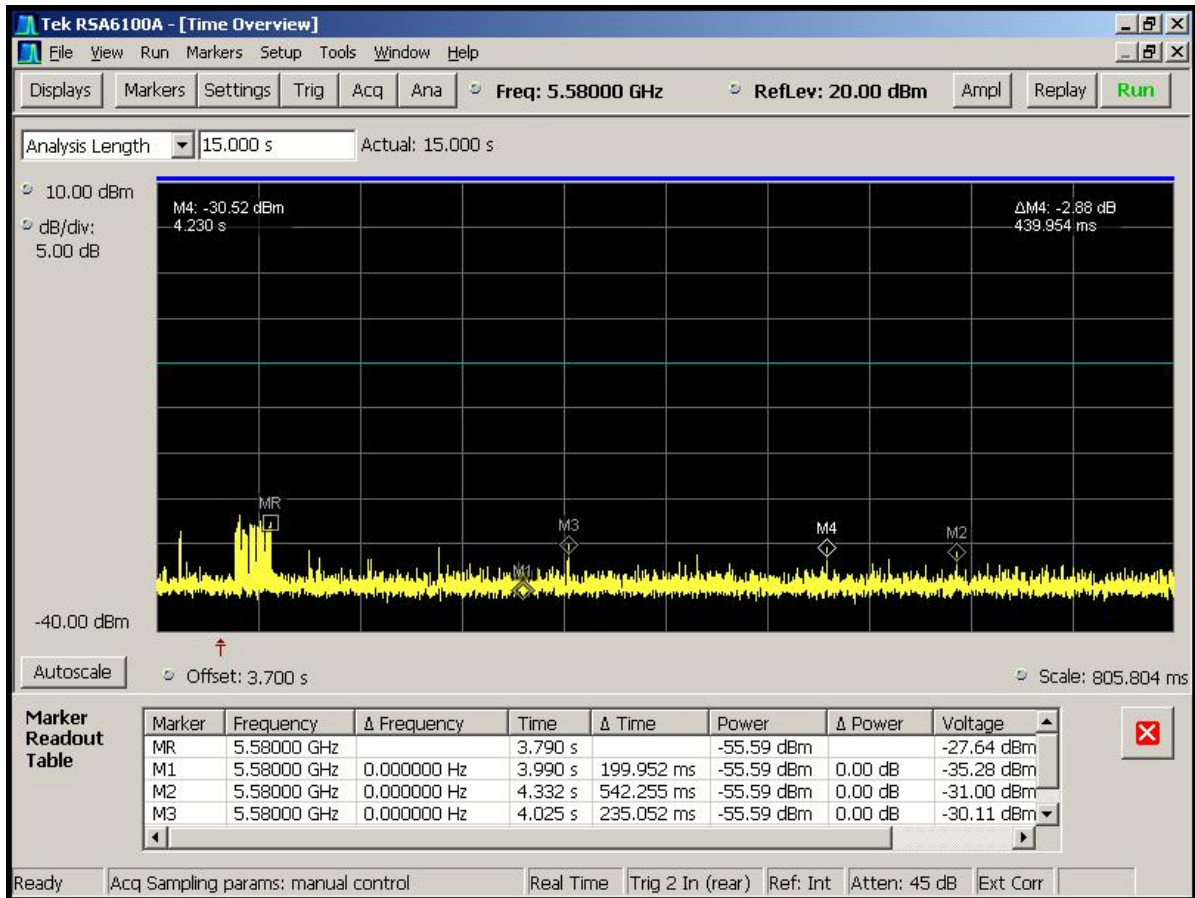 Tek RSA6100A - [Time Overview]
File View Run Markers Setup Tools Window Help
Displays Markers Settings Trig Acq Ana Freq: 5.58000 GHz RefLev: 20.00 dBm Ampl Replay Run
Analysis Length 15.000 s Actual: 15.000 s
10.00 dBm
dB/div:
5.00 dB
M4: -30.52 dBm
4.230 s
ΔM4: -2.88 dB
439.954 ms
MR
M3
M4
M2
M1
-40.00 dBm
Autoscale Offset: 3.700 s Scale: 805.804 ms
Marker Readout Table
Marker Frequency Δ Frequency Time Δ Time Power Δ Power Voltage
MR 5.58000 GHz 3.790 s -55.59 dBm -27.64 dBm
M1 5.58000 GHz 0.000000 Hz 3.990 s 199.952 ms -55.59 dBm 0.00 dB -35.28 dBm
M2 5.58000 GHz 0.000000 Hz 4.332 s 542.255 ms -55.59 dBm 0.00 dB -31.00 dBm
M3 5.58000 GHz 0.000000 Hz 4.025 s 235.052 ms -55.59 dBm 0.00 dB -30.11 dBm
Ready Acq Sampling params: manual control Real Time Trig 2 In (rear) Ref: Int Atten: 45 dB Ext Corr